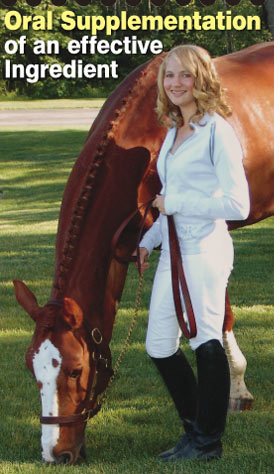 Oral Supplementation
of an effective
Ingredient